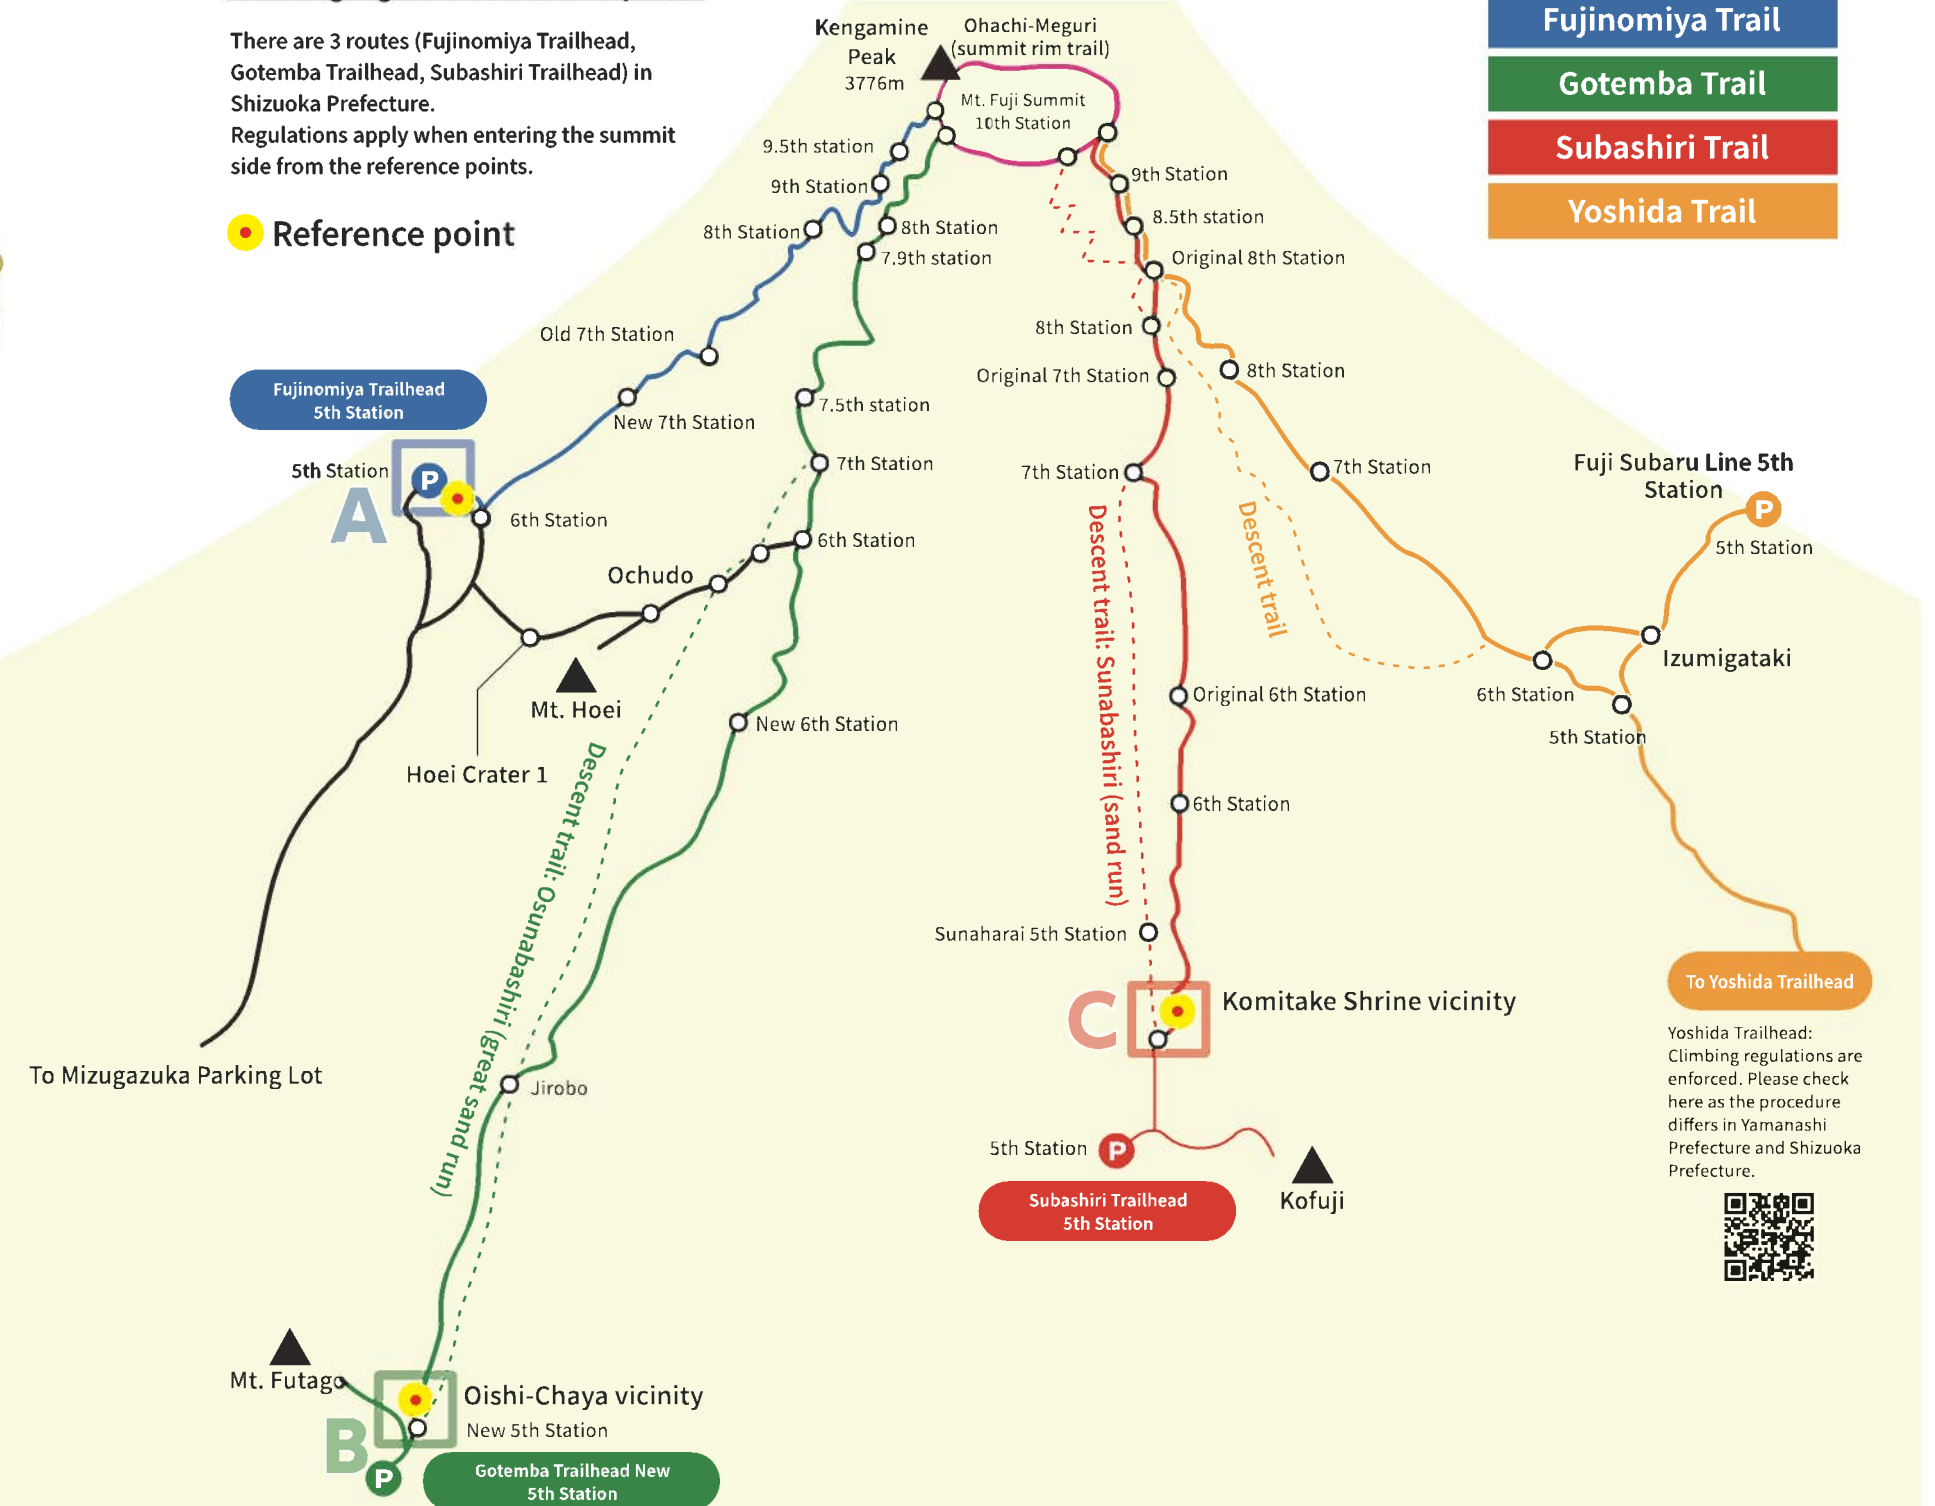 There are 3 routes (Fujinomiya Trailhead,
Gotemba Trailhead, Subashiri Trailhead) in
Shizuoka Prefecture.
Regulations apply when entering the summit
side from the reference points.
Reference point
Fujinomiya Trail
Gotemba Trail
Subashiri Trail
Yoshida Trail
Kengamine
Peak
3776m
Ohachi-Meguri
(summit rim trail)
Mt. Fuji Summit
10th Station
9.5th station
9th Station
8th Station
Old 7th Station
New 7th Station
Fujinomiya Trailhead
5th Station
5th Station
P
A
6th Station
8th Station
7.9th station
7.5th station
7th Station
6th Station
Ochudo
Mt. Hoei
Hoei Crater 1
New 6th Station
Descent trail: Osunabashiri (great sand run)
To Mizugazuka Parking Lot
Jirobo
Mt. Futago
Oishi-Chaya vicinity
New 5th Station
B
P
Gotemba Trailhead New
5th Station
9th Station
8.5th station
Original 8th Station
8th Station
Original 7th Station
7th Station
Descent trail: Sunabashiri (sand run)
Original 6th Station
6th Station
Sunaharai 5th Station
C
Komitake Shrine vicinity
5th Station
P
Subashiri Trailhead
5th Station
Kofuji
8th Station
7th Station
Descent trail
Fuji Subaru Line 5th
Station
P
5th Station
Izumigataki
6th Station
5th Station
To Yoshida Trailhead
Yoshida Trailhead:
Climbing regulations are
enforced. Please check
here as the procedure
differs in Yamanashi
Prefecture and Shizuoka
Prefecture.